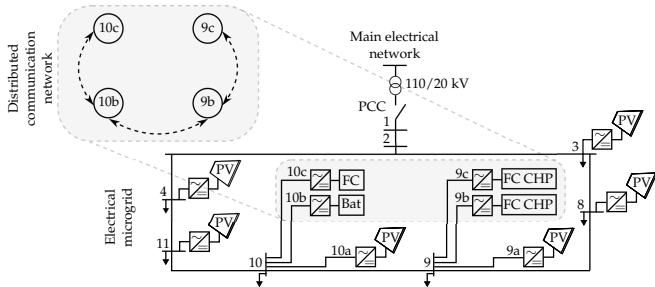 10c
9c
10b
9b
Distributed
communication
network
Main electrical
network
110/20 kV
PCC
1
2
3
PV
4
PV
10c
FC
9c
FC CHP
10b
Bat
9b
FC CHP
8
PV
Electrical
microgrid
11
PV
10
10a
PV
9
9a
PV